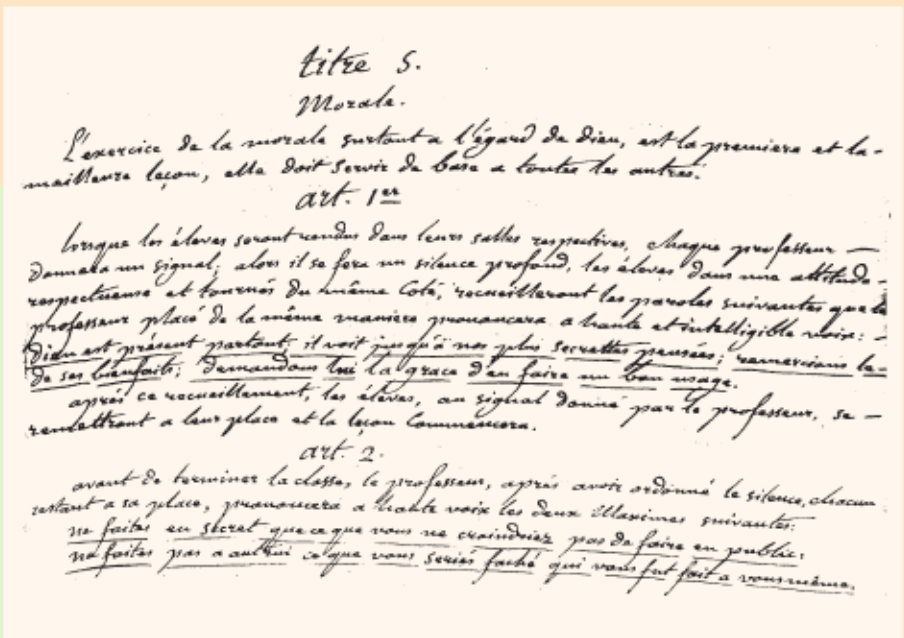 titre 5.
Morale.
L'exercice de la morale surtout a l'égard de dieu, est la premiere et la-
meilleure leçon, elle doit servir de base a toutes les autres.
art. 1er
lorsque les éleves seront rendus dans leurs salles respectives, chaque professeur —
donnera un signal; alors il se fera un silence profond, les éleves dans une attitude-
respectueuse et tournés du même Coté, recueilleront les paroles suivantes que le
professeur placé de la même maniere prononcera a haute et intelligible voix: -
dieu est présent partout, il voit jusqu'à nos plus secrettes pensées; remercions le-
de ses bienfaits; demandons lui la grace d'en faire un bon usage.
après ce recueillement, les éleves, au signal donné par le professeur, se —
remettront a leur place et la leçon Commencera.
art. 2.
avant de terminer la classe, le professeur, après avoir ordonné le silence, chacun
restant a sa place, prononcera a haute voix les deux Maximes suivantes:
ne faites en secret que ce que vous ne craindriez pas de faire en public.
ne faites pas a autrui ce que vous seriés faché qui vous fut fait a vous même.